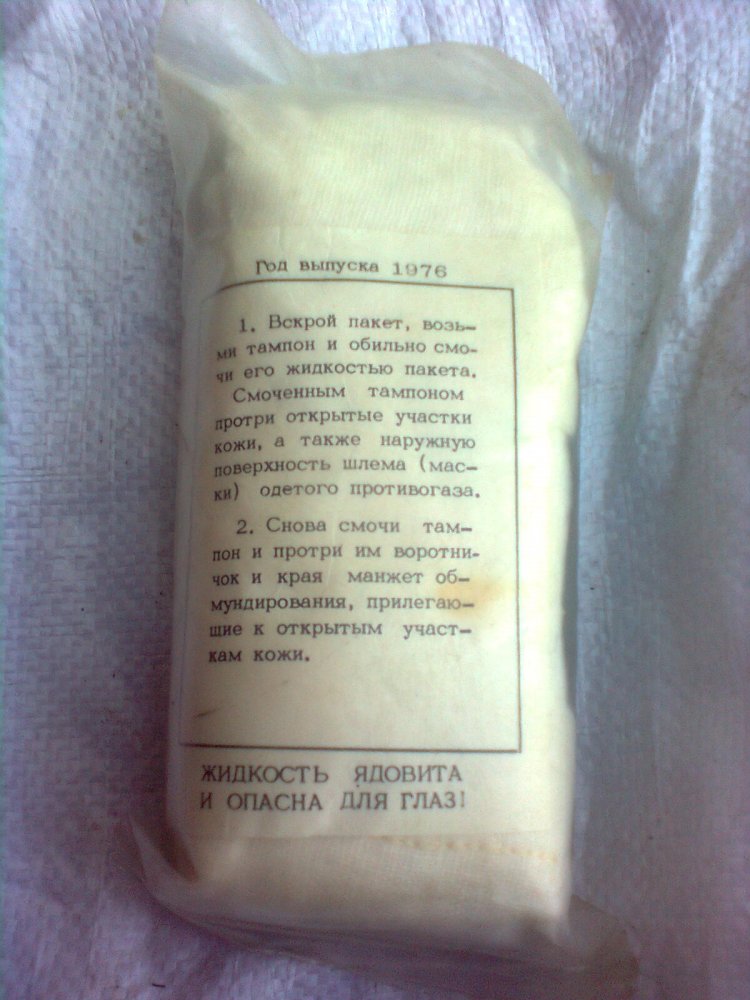 Год выпуска 1976
1. Вскрой пакет, возь-
ми тампон и обильно смо-
чи его жидкостью пакета.
Смоченным тампоном
протри открытые участки
кожи, а также наружную
поверхность шлема (мас-
ки) одетого противогаза.
2. Снова смочи там-
пон и протри им воротни-
чок и края манжет об-
мундирования, прилегаю-
щие к открытым участ-
кам кожи.
ЖИДКОСТЬ ЯДОВИТА
И ОПАСНА ДЛЯ ГЛАЗ!